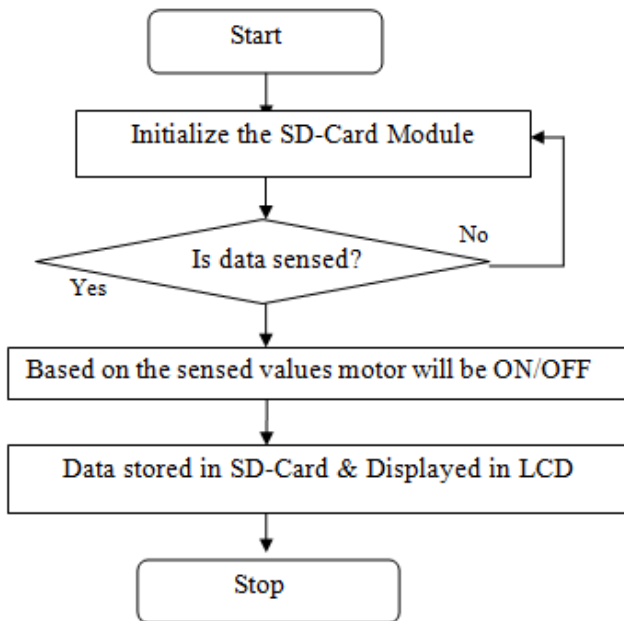 Start
Initialize the SD-Card Module
Is data sensed?
No
Yes
Based on the sensed values motor will be ON/OFF
Data stored in SD-Card & Displayed in LCD
Stop